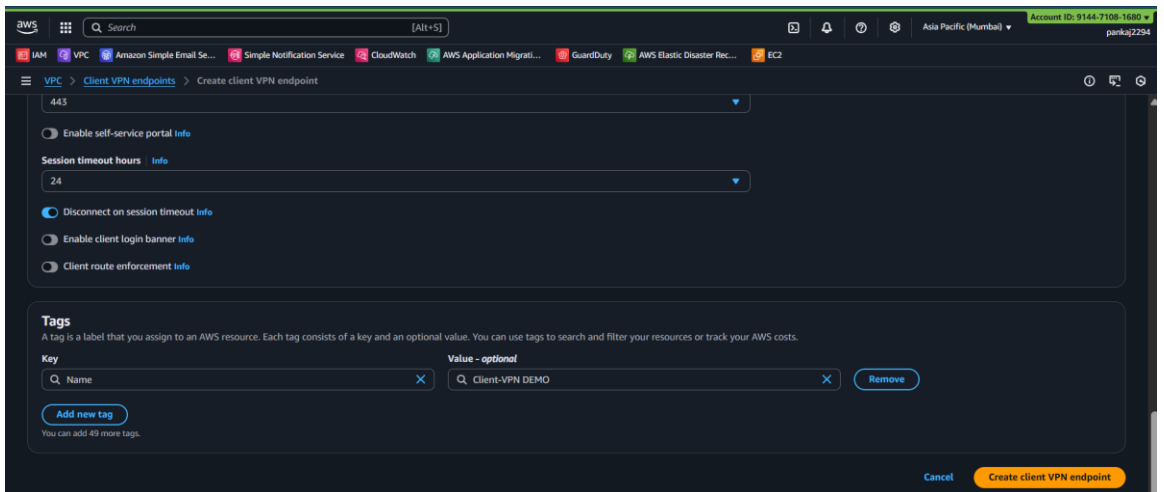 aws
Search [Alt+S]
Asia Pacific (Mumbai)
Account ID: 9144-7108-1680
pankaj2294
IAM VPC Amazon Simple Email Se... Simple Notification Service CloudWatch AWS Application Migrati... GuardDuty AWS Elastic Disaster Rec... EC2
VPC > Client VPN endpoints > Create client VPN endpoint
443
Enable self-service portal Info
Session timeout hours | Info
24
Disconnect on session timeout Info
Enable client login banner Info
Client route enforcement Info
Tags
A tag is a label that you assign to an AWS resource. Each tag consists of a key and an optional value. You can use tags to search and filter your resources or track your AWS costs.
Key Value - optional
Name Client-VPN DEMO Remove
Add new tag
You can add 49 more tags.
Cancel Create client VPN endpoint